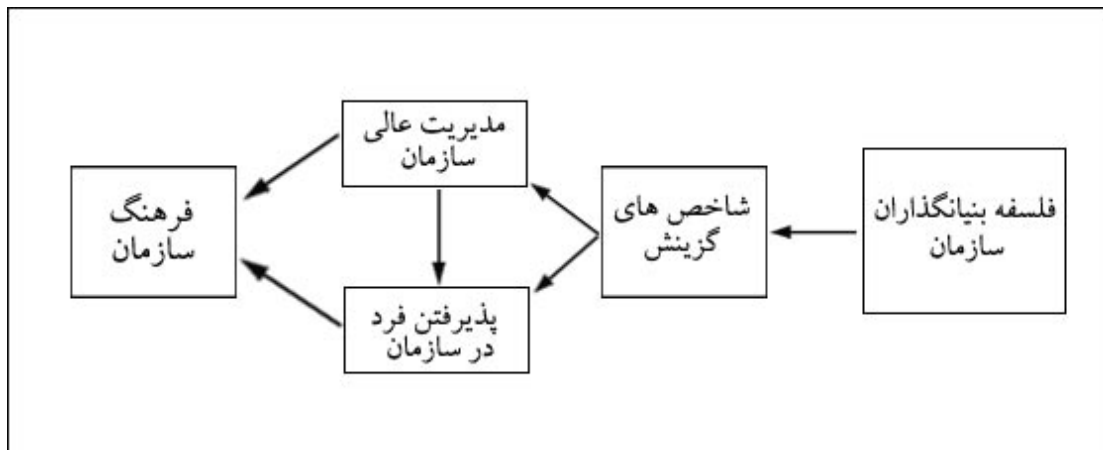 فلسفه بنیانگذاران
سازمان
شاخص های
گزینش
مدیریت عالی
سازمان
پذیرفتن فرد
در سازمان
فرهنگ
سازمان